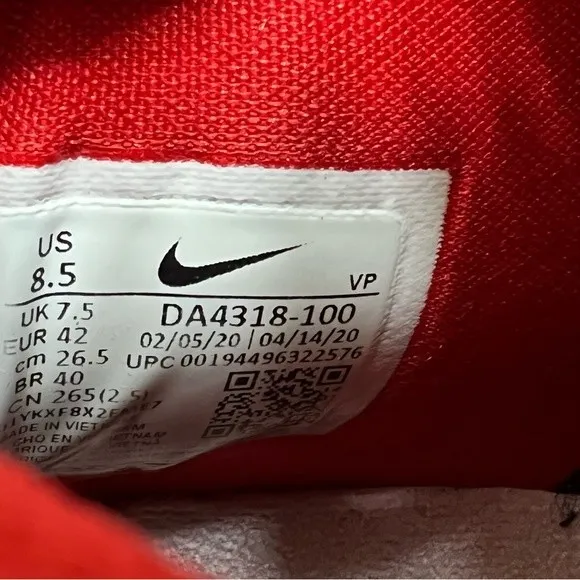 US
8.5
VP
UK 7.5
DA4318-100
EUR 42
02/05/20 | 04/14/20
cm 26.5
UPC 00194496322576
BR 40
CN 265(2.5)
MADE IN VIETNAM